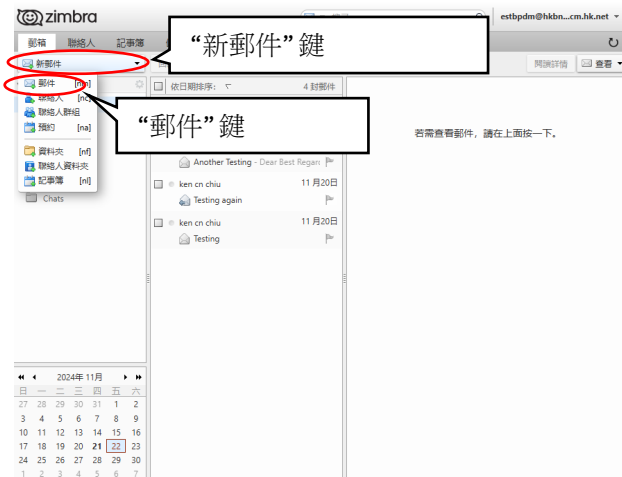 zimbra
estbpdm@hkbn...cm.hk.net
郵箱 聯絡人 記事簿
“新郵件” 鍵
新郵件
閱讀詳情 查看
郵件 [nm]
依日期排序: 4 封郵件
聯絡人 [nc]
聯絡人群組
“郵件” 鍵
預約 [na]
若需查看郵件，請在上面按一下。
資料夾 [nf]
Another Testing - Dear Best Regar
聯絡人資料夾
記事簿 [nl]
ken cn chiu 11 月20日
Chats
Testing again
ken cn chiu 11 月20日
Testing
2024年 11月
日 一 二 三 四 五 六
27 28 29 30 31 1 2
3 4 5 6 7 8 9
10 11 12 13 14 15 16
17 18 19 20 21 22 23
24 25 26 27 28 29 30
1 2 3 4 5 6 7